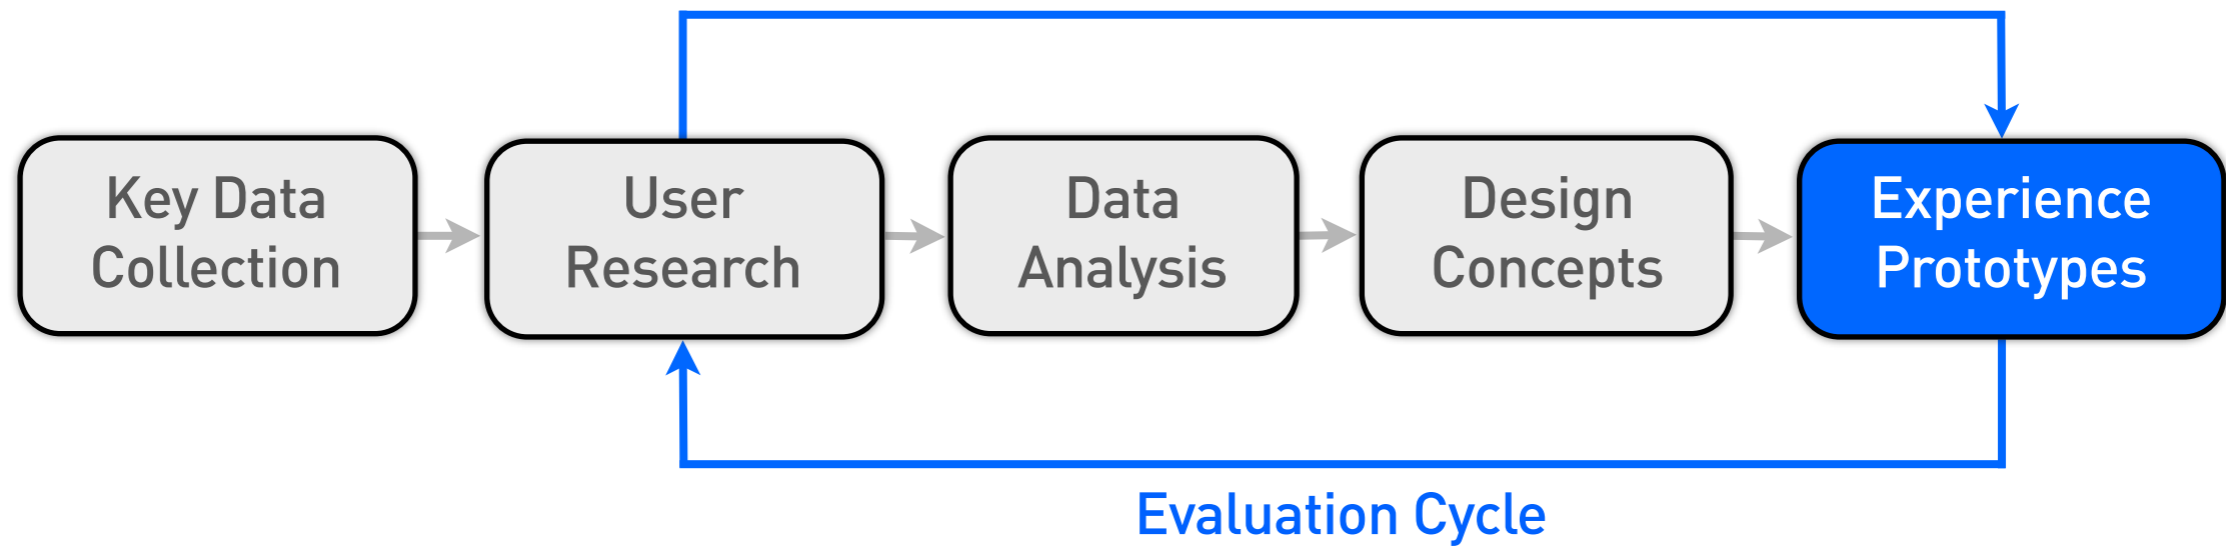 Key Data
Collection
User
Research
Data
Analysis
Design
Concepts
Experience
Prototypes
Evaluation Cycle